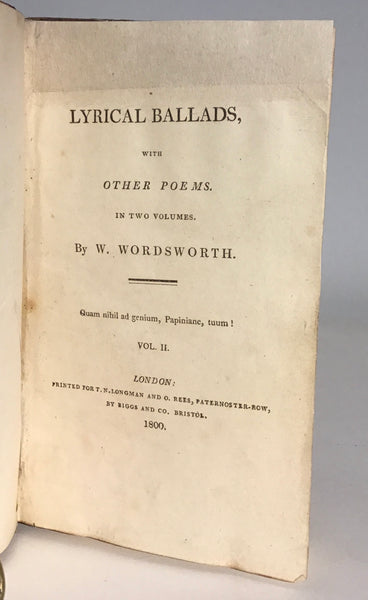 LYRICAL BALLADS,
WITH
OTHER POEMS.
IN TWO VOLUMES.
By W. WORDSWORTH.
Quam nihil ad genium, Papiniane, tuum!
VOL. II.
LONDON:
PRINTED FOR T. N. LONGMAN AND O. REES, PATERNOSTER-ROW,
BY BIGGS AND CO. BRISTOL.
1800.